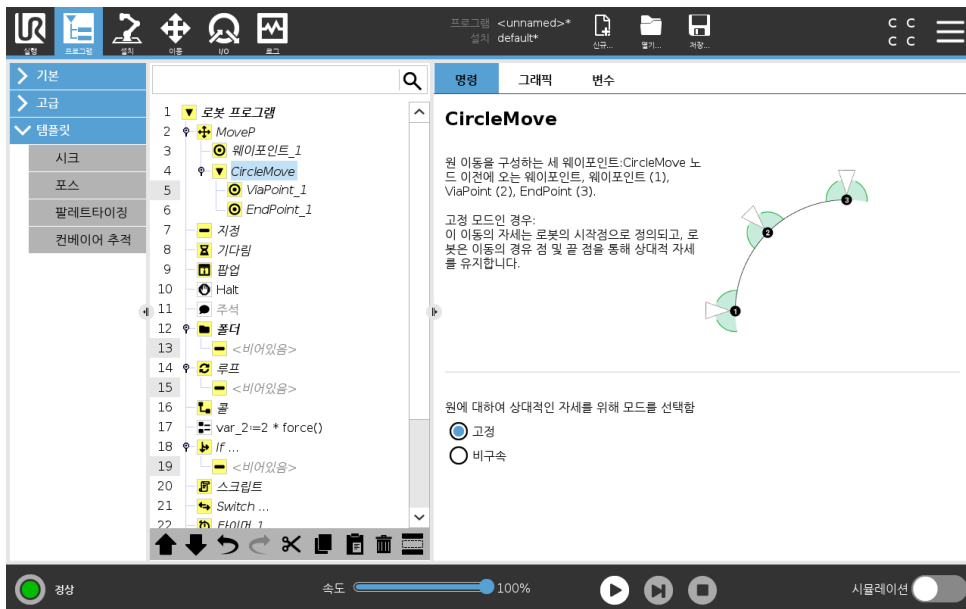 UR
실행
프로그램
설치
이동
I/O
로그
프로그램 <unnamed>*
설치 default*
신규...
열기...
저장...
C C
C C
기본
고급
템플릿
시크
포스
팔레트타이징
컨베이어 추적
1 로봇 프로그램
2 MoveP
3 웨이포인트_1
4 CircleMove
5 ViaPoint_1
6 EndPoint_1
7 지정
8 기다림
9 팝업
10 Halt
11 주석
12 폴더
13 <비어있음>
14 루프
15 <비어있음>
16 콜
17 var_2≔2 * force()
18 If ...
19 <비어있음>
20 스크립트
21 Switch ...
22 타이머_1
명령
그래픽
변수
CircleMove
원 이동을 구성하는 세 웨이포인트:CircleMove 노
드 이전에 오는 웨이포인트, 웨이포인트 (1),
ViaPoint (2), EndPoint (3).
고정 모드인 경우:
이 이동의 자세는 로봇의 시작점으로 정의되고, 로
봇은 이동의 경유 점 및 끝 점을 통해 상대적 자세
를 유지합니다.
3
2
1
원에 대하여 상대적인 자세를 위해 모드를 선택함
고정
비구속
정상
속도
100%
시뮬레이션